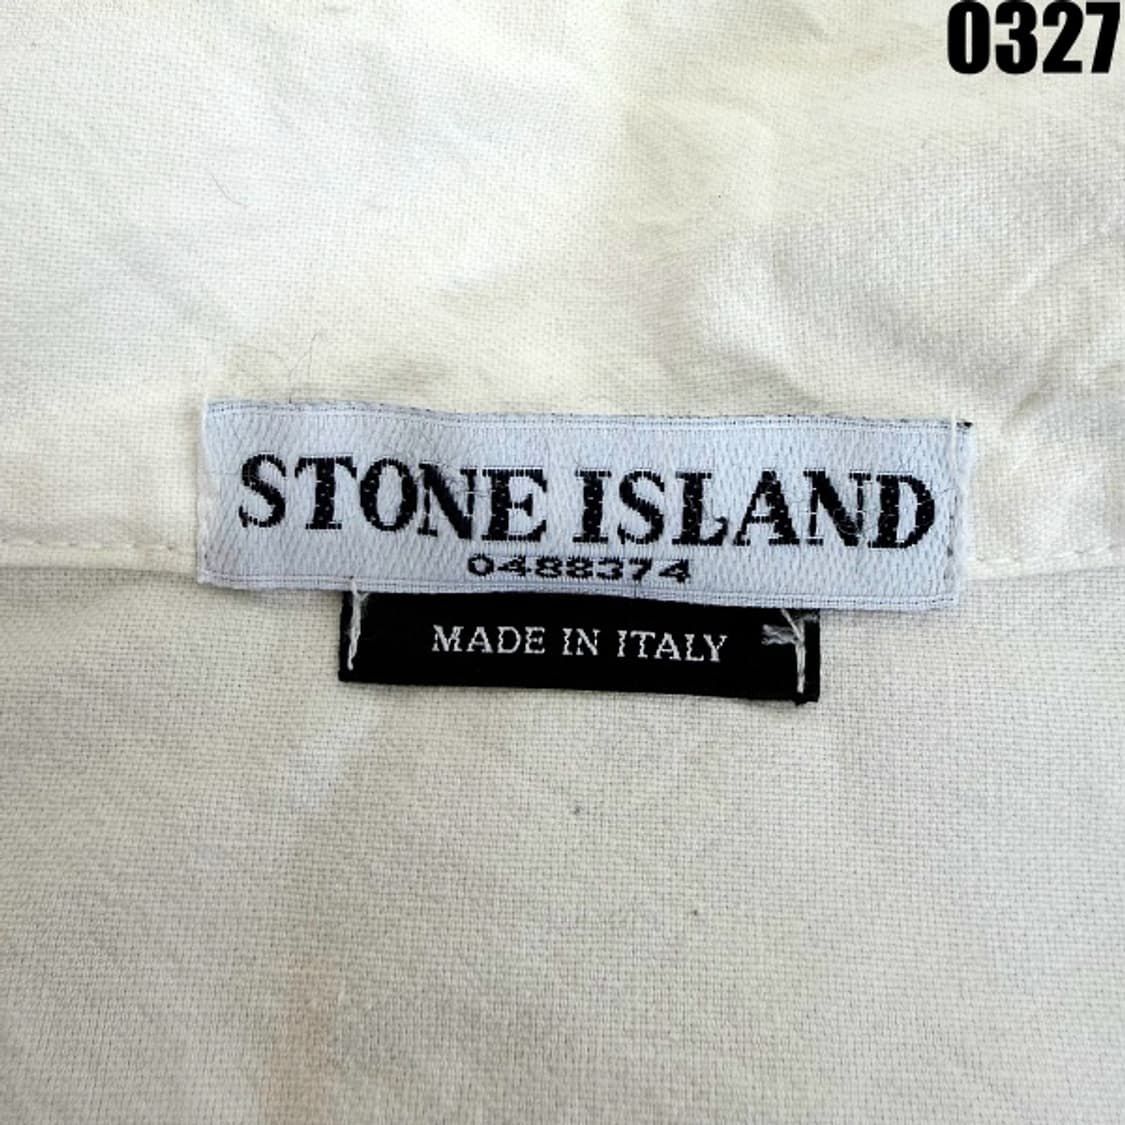 0327
STONE ISLAND
0488374
MADE IN ITALY